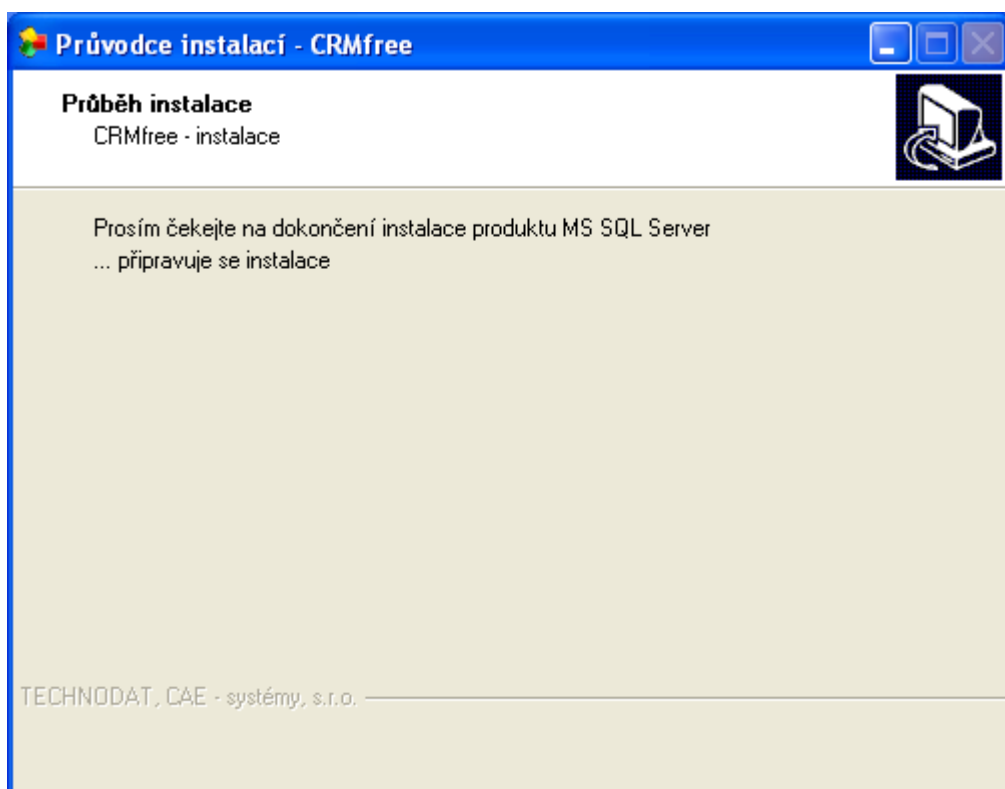 Průvodce instalací - CRMfree
Průběh instalace
CRMfree - instalace
Prosím čekejte na dokončení instalace produktu MS SQL Server
... připravuje se instalace
TECHNODAT, CAE - systémy, s.r.o.